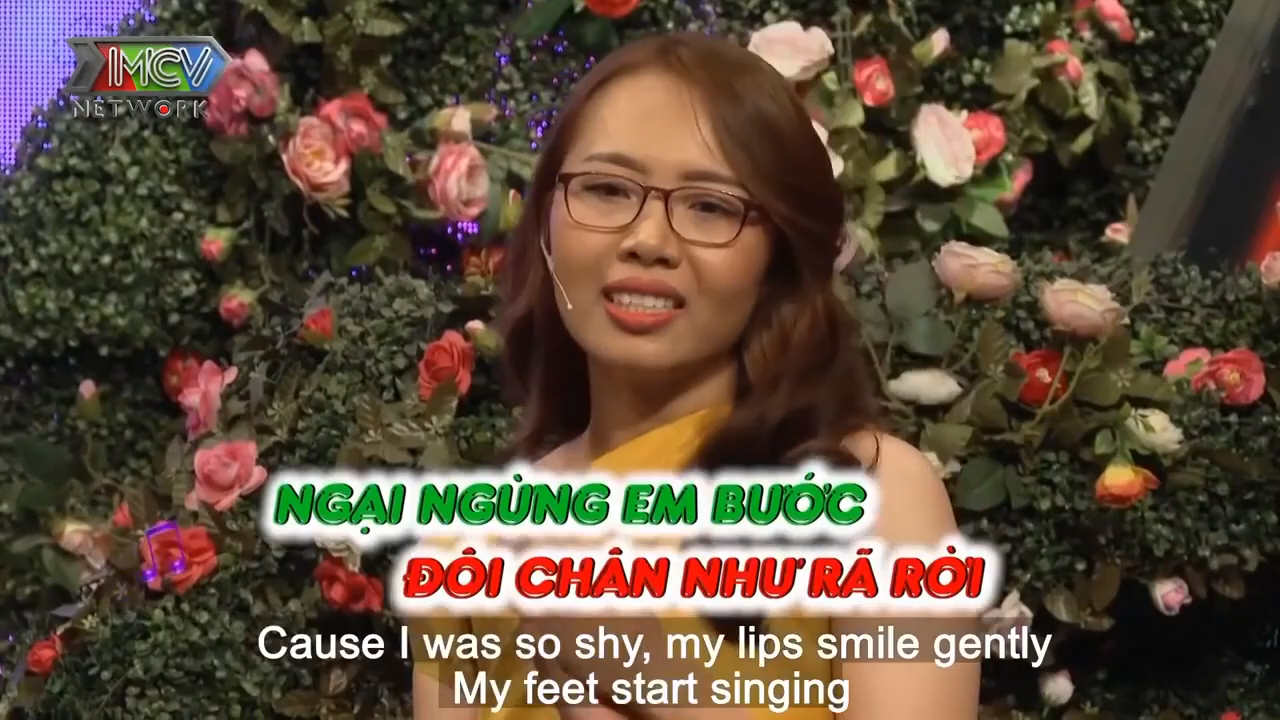 MCV
NETWORK
NGẠI NGÙNG EM BƯỚC
ĐÔI CHÂN NHƯ RÃ RỜI
Cause I was so shy, my lips smile gently
My feet start singing